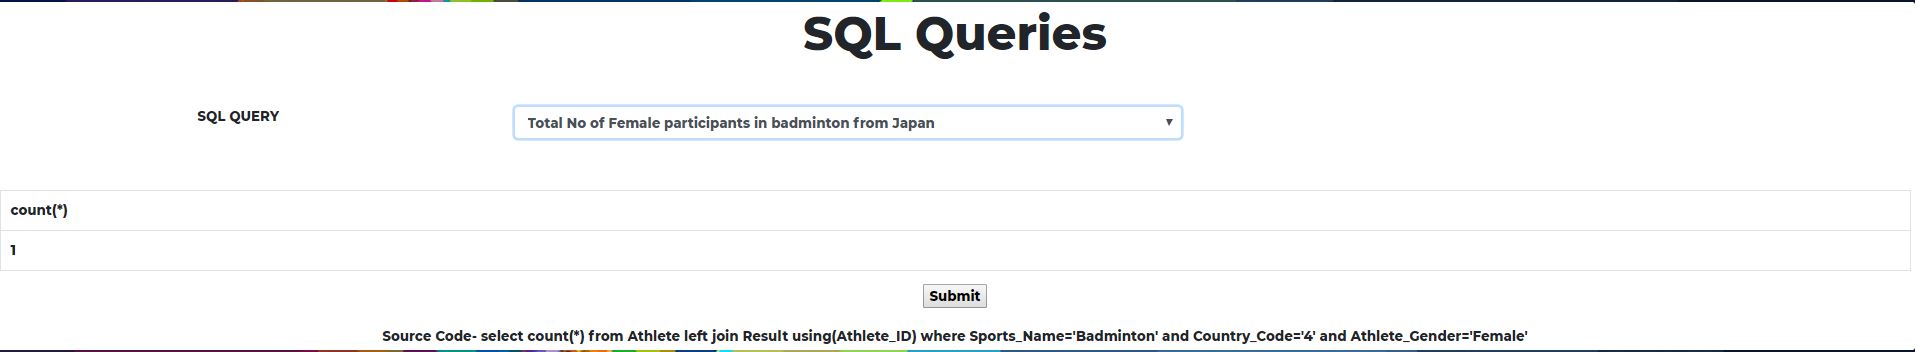 SQL Queries
SQL QUERY
Total No of Female participants in badminton from Japan
count(*)
1
Submit
Source Code- select count(*) from Athlete left join Result using(Athlete_ID) where Sports_Name='Badminton' and Country_Code='4' and Athlete_Gender='Female'